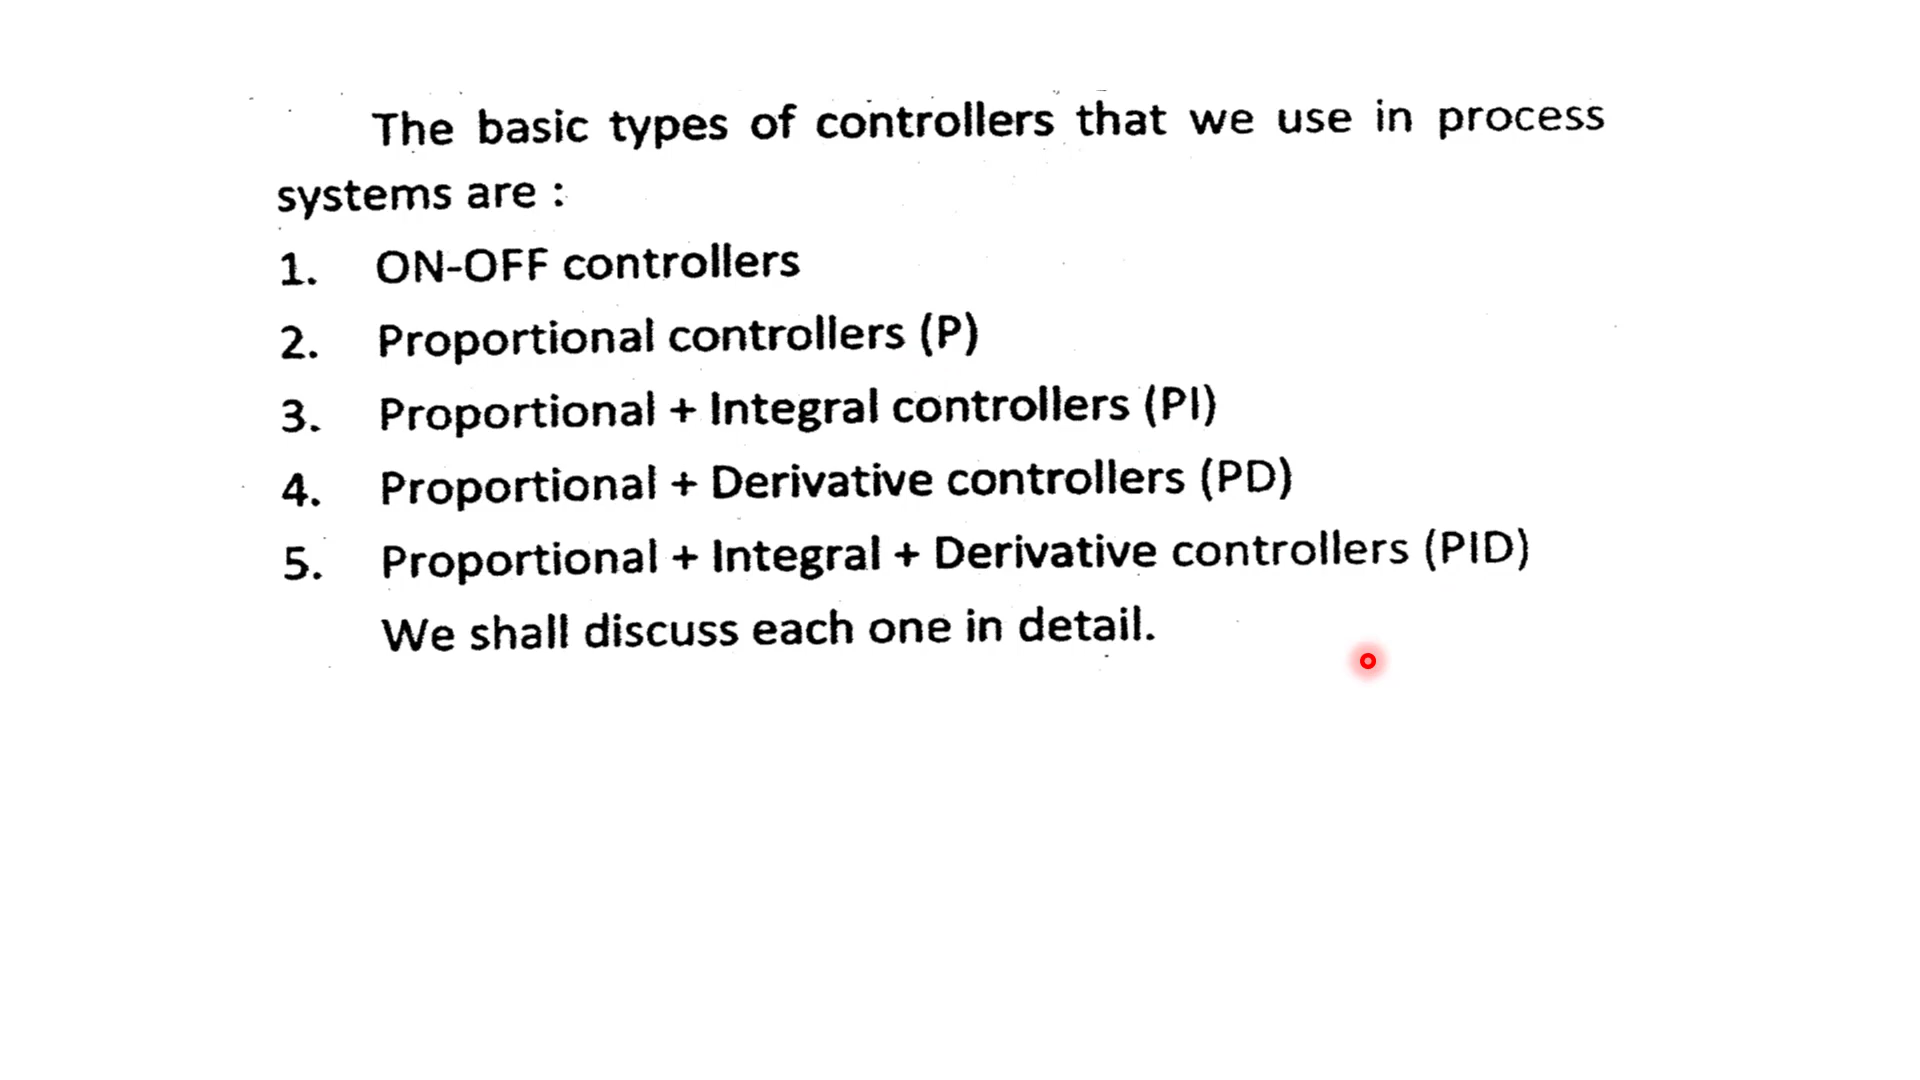 The basic types of controllers that we use in process
systems are :
1. ON-OFF controllers
2. Proportional controllers (P)
3. Proportional + Integral controllers (PI)
4. Proportional + Derivative controllers (PD)
5. Proportional + Integral + Derivative controllers (PID)
We shall discuss each one in detail.